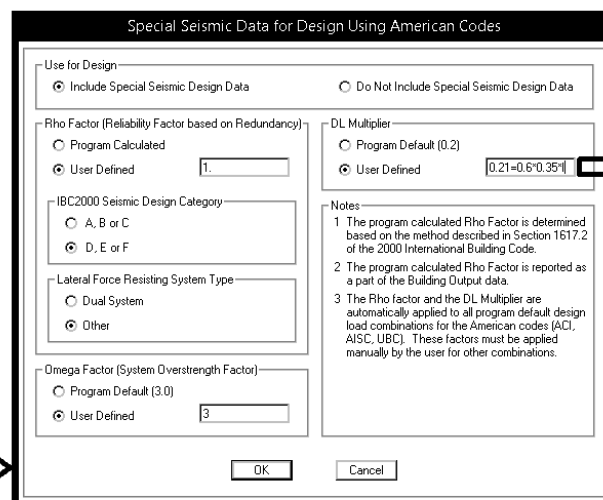 Special Seismic Data for Design Using American Codes
Use for Design
Include Special Seismic Design Data
Do Not Include Special Seismic Design Data
Rho Factor (Reliability Factor based on Redundancy)
Program Calculated
User Defined
1.
IBC2000 Seismic Design Category
A, B or C
D, E or F
Lateral Force Resisting System Type
Dual System
Other
Omega Factor (System Overstrength Factor)
Program Default (3.0)
User Defined
3
DL Multiplier
Program Default (0.2)
User Defined
0.21=0.6*0.35*I
Notes
1 The program calculated Rho Factor is determined
based on the method described in Section 1617.2
of the 2000 International Building Code.
2 The program calculated Rho Factor is reported as
a part of the Building Output data.
3 The Rho factor and the DL Multiplier are
automatically applied to all program default design
load combinations for the American codes (ACI,
AISC, UBC). These factors must be applied
manually by the user for other combinations.
OK
Cancel